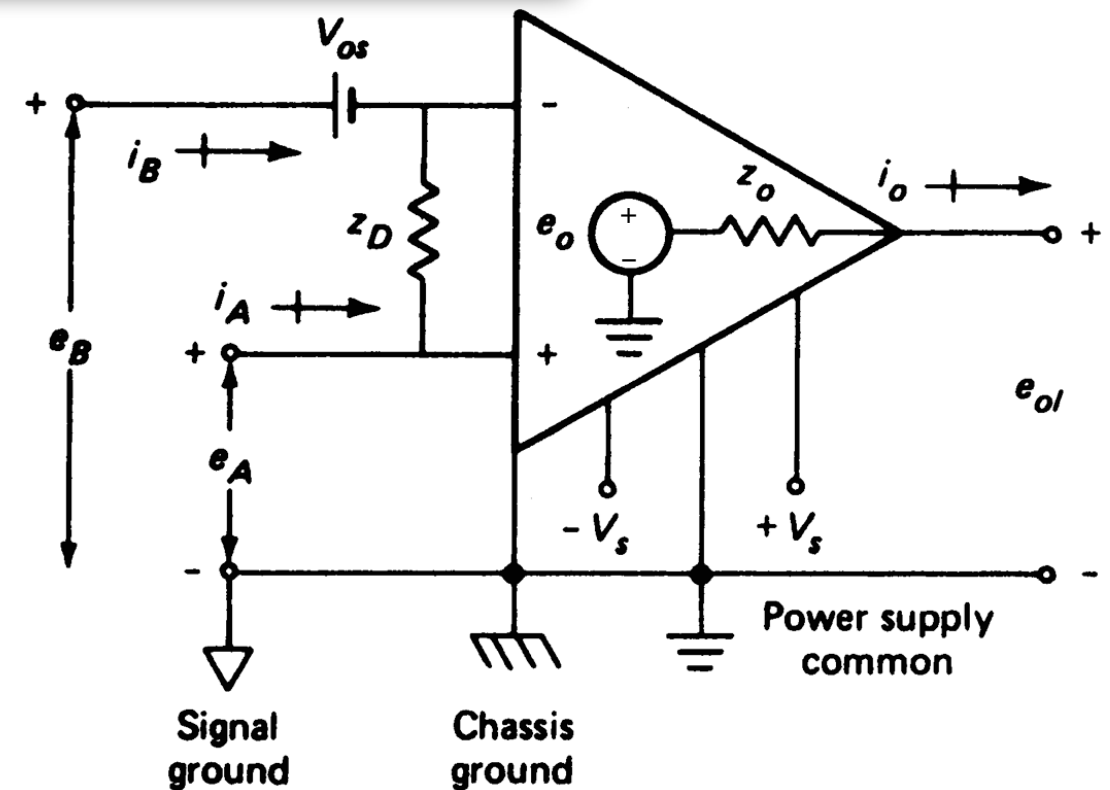 V_os
+
-
i_B
z_o
i_o
z_D
e_o
+
-
+
i_A
e_B
+
+
e_ol
e_A
- V_s
+ V_s
-
-
Power supply
common
Signal
ground
Chassis
ground